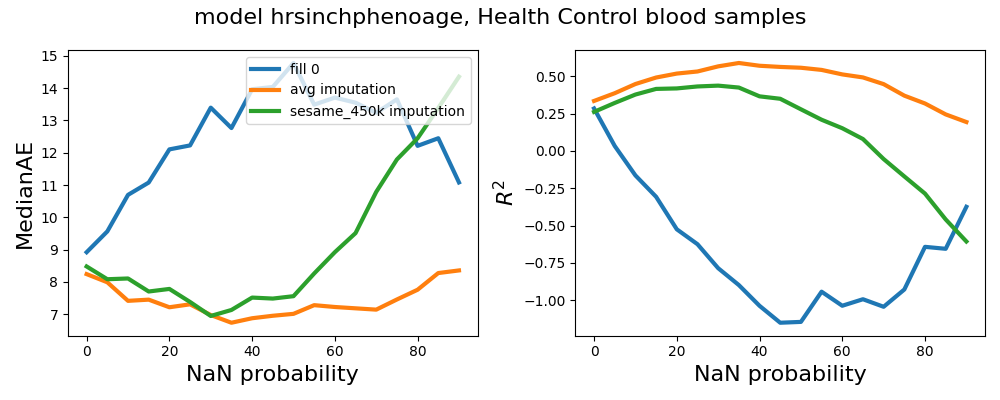 model hrsinchphenoage, Health Control blood samples
MedianAE
15
14
13
12
11
10
9
8
7
fill 0
avg imputation
sesame_450k imputation
0 20 40 60 80
NaN probability
R²
0.50
0.25
0.00
−0.25
−0.50
−0.75
−1.00
0 20 40 60 80
NaN probability